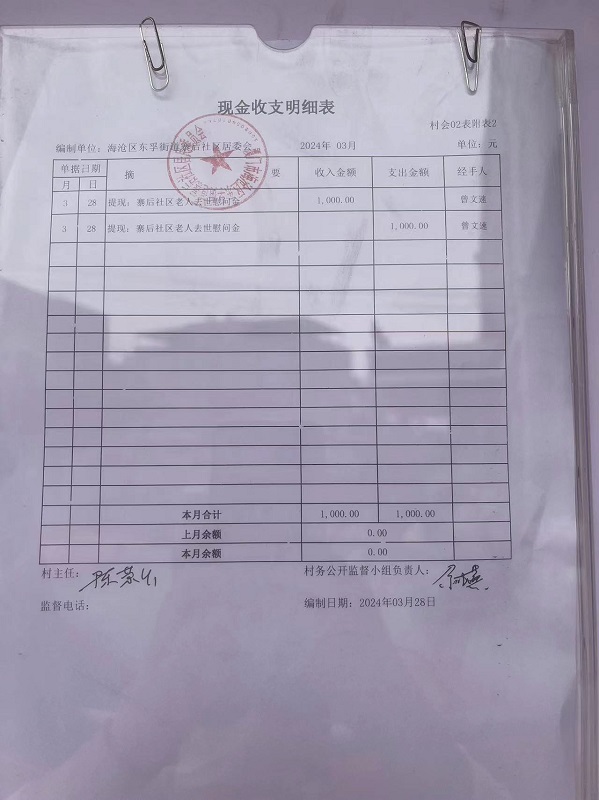 现金收支明细表
村会02表附表2
编制单位：海沧区东孚街道寨后社区居委会 2024年 03月 单位：元
单据日期 摘 要 收入金额 支出金额 经手人
月 日
3 28 提现：寨后社区老人去世慰问金 1,000.00 曾文速
3 28 提现：寨后社区老人去世慰问金 1,000.00 曾文速
本月合计 1,000.00 1,000.00
上月余额 0.00
本月余额 0.00
村主任： 村务公开监督小组负责人：
监督电话： 编制日期：2024年03月28日